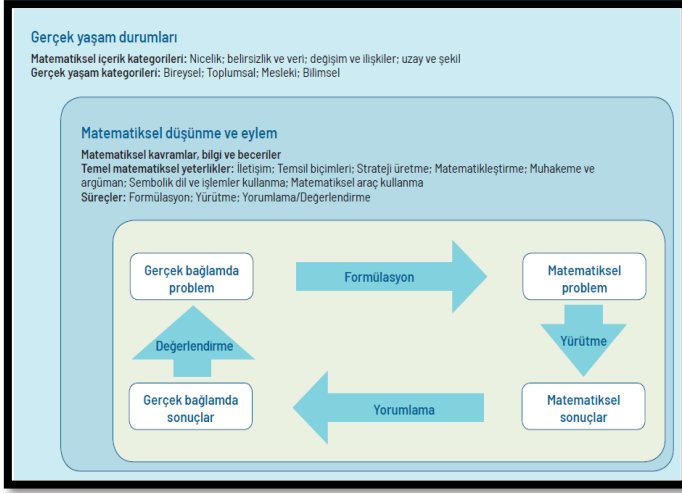 Gerçek yaşam durumları
Matematiksel içerik kategorileri: Nicelik; belirsizlik ve veri; değişim ve ilişkiler; uzay ve şekil
Gerçek yaşam kategorileri: Bireysel; Toplumsal; Mesleki; Bilimsel
Matematiksel düşünme ve eylem
Matematiksel kavramlar, bilgi ve beceriler
Temel matematiksel yeterlikler: İletişim; Temsil biçimleri; Strateji üretme; Matematikleştirme; Muhakeme ve
argüman; Sembolik dil ve işlemler kullanma; Matematiksel araç kullanma
Süreçler: Formülasyon; Yürütme; Yorumlama/Değerlendirme
Gerçek bağlamda
problem
Formülasyon
Matematiksel
problem
Değerlendirme
Yürütme
Gerçek bağlamda
sonuçlar
Yorumlama
Matematiksel
sonuçlar